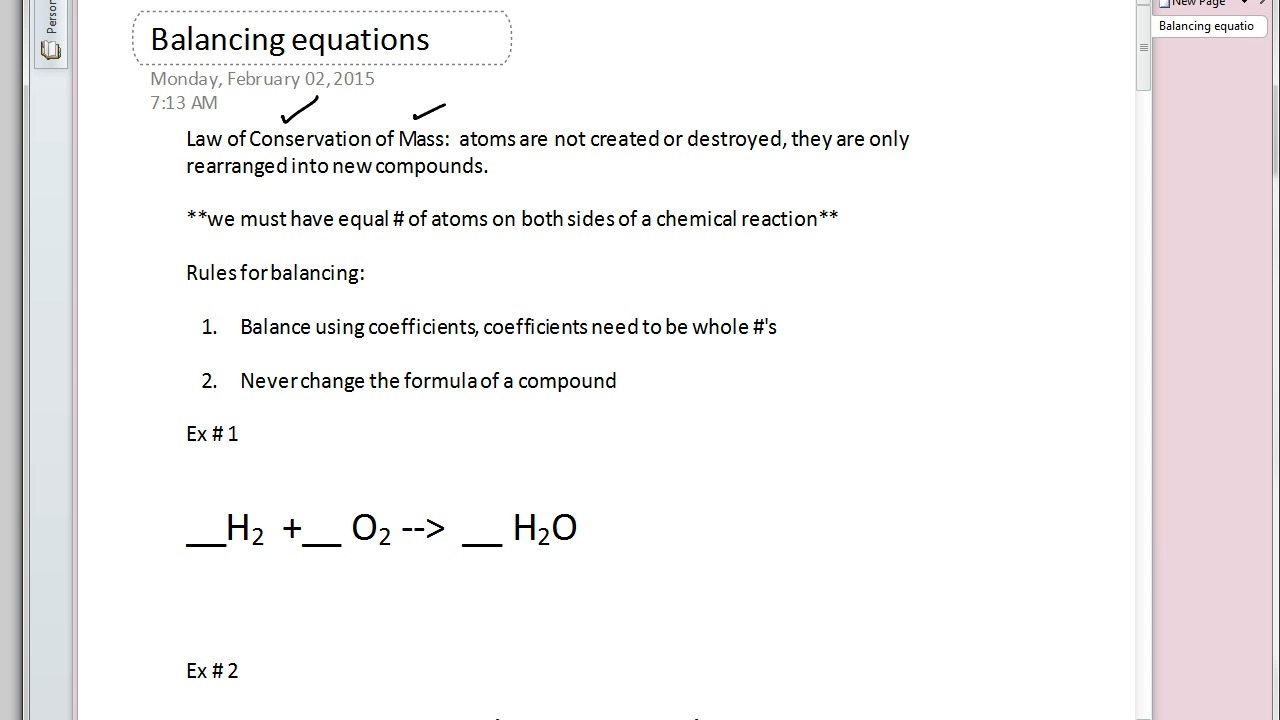 Person
New Page
Balancing equatio
Balancing equations
Monday, February 02, 2015
7:13 AM
Law of Conservation of Mass:  atoms are not created or destroyed, they are only
rearranged into new compounds.
**we must have equal # of atoms on both sides of a chemical reaction**
Rules for balancing:
1. Balance using coefficients, coefficients need to be whole #'s
2. Never change the formula of a compound
Ex # 1
__H₂ +__ O₂ --> __ H₂O
Ex # 2